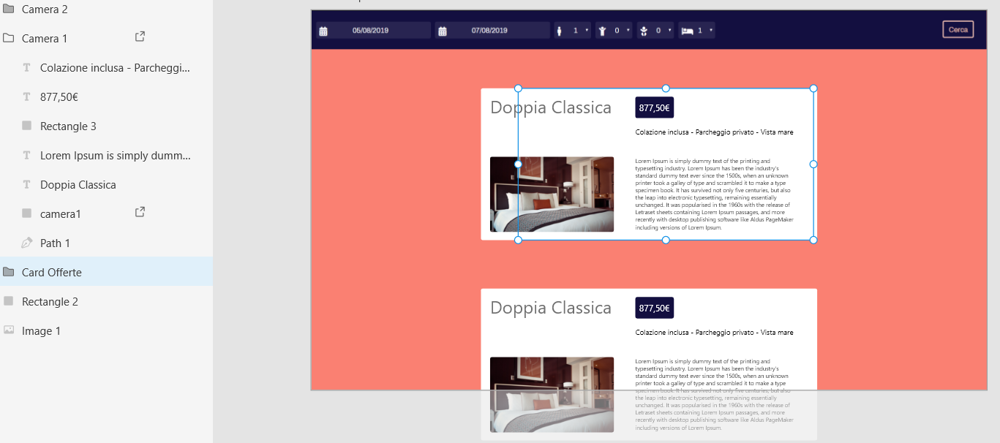 Camera 2
Camera 1
Colazione inclusa - Parcheggi...
877,50€
Rectangle 3
Lorem Ipsum is simply dumm...
Doppia Classica
camera1
Path 1
Card Offerte
Rectangle 2
Image 1
05/08/2019
07/08/2019
1
0
0
1
Cerca
Doppia Classica
877,50€
Colazione inclusa - Parcheggio privato - Vista mare
Lorem Ipsum is simply dummy text of the printing and
typesetting industry. Lorem Ipsum has been the industry's
standard dummy text ever since the 1500s, when an unknown
printer took a galley of type and scrambled it to make a type
specimen book. It has survived not only five centuries, but also
the leap into electronic typesetting, remaining essentially
unchanged. It was popularised in the 1960s with the release of
Letraset sheets containing Lorem Ipsum passages, and more
recently with desktop publishing software like Aldus PageMaker
including versions of Lorem Ipsum.
Doppia Classica
877,50€
Colazione inclusa - Parcheggio privato - Vista mare
Lorem Ipsum is simply dummy text of the printing and
typesetting industry. Lorem Ipsum has been the industry's
standard dummy text ever since the 1500s, when an unknown
printer took a galley of type and scrambled it to make a type
specimen book. It has survived not only five centuries, but also
the leap into electronic typesetting, remaining essentially
unchanged. It was popularised in the 1960s with the release of
Letraset sheets containing Lorem Ipsum passages, and more
recently with desktop publishing software like Aldus PageMaker
including versions of Lorem Ipsum.